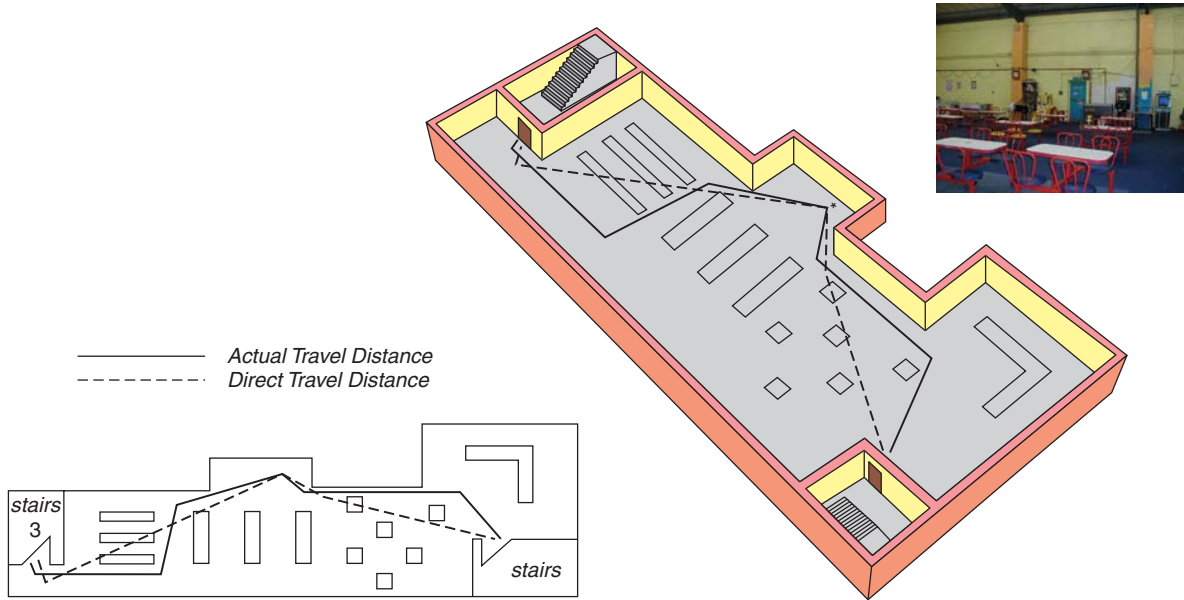 Actual Travel Distance
Direct Travel Distance
stairs
3
stairs
*